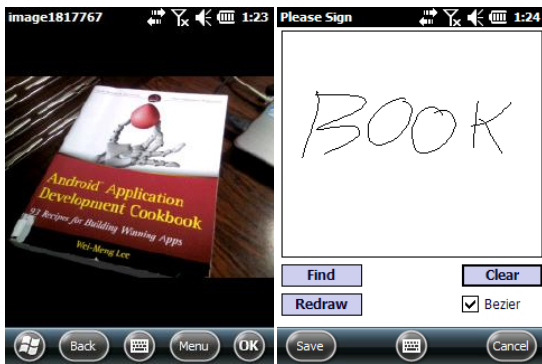 image1817767 1:23
Android Application
Development Cookbook
93 Recipes for Building Winning Apps
Wei-Meng Lee
Back Menu OK
Please Sign 1:24
BOOK
Find Clear
Redraw Bezier
Save Cancel